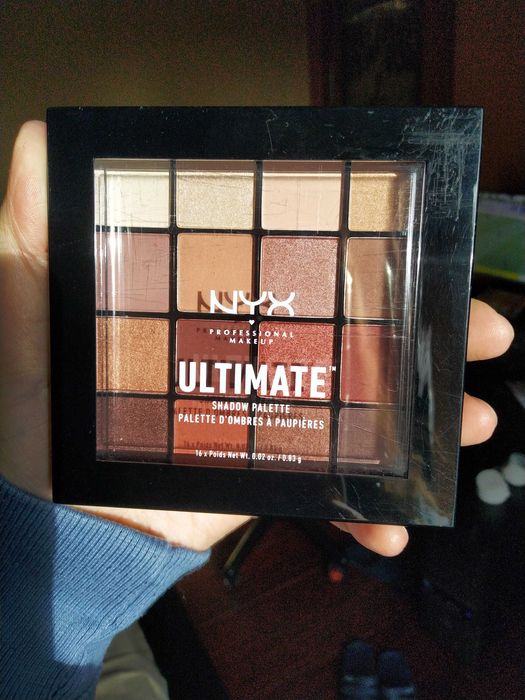 NYX
PROFESSIONAL
MAKEUP
ULTIMATE™
SHADOW PALETTE
PALETTE D'OMBRES À PAUPIÈRES
16 x Poids Net Wt. 0.02 oz. / 0.83 g